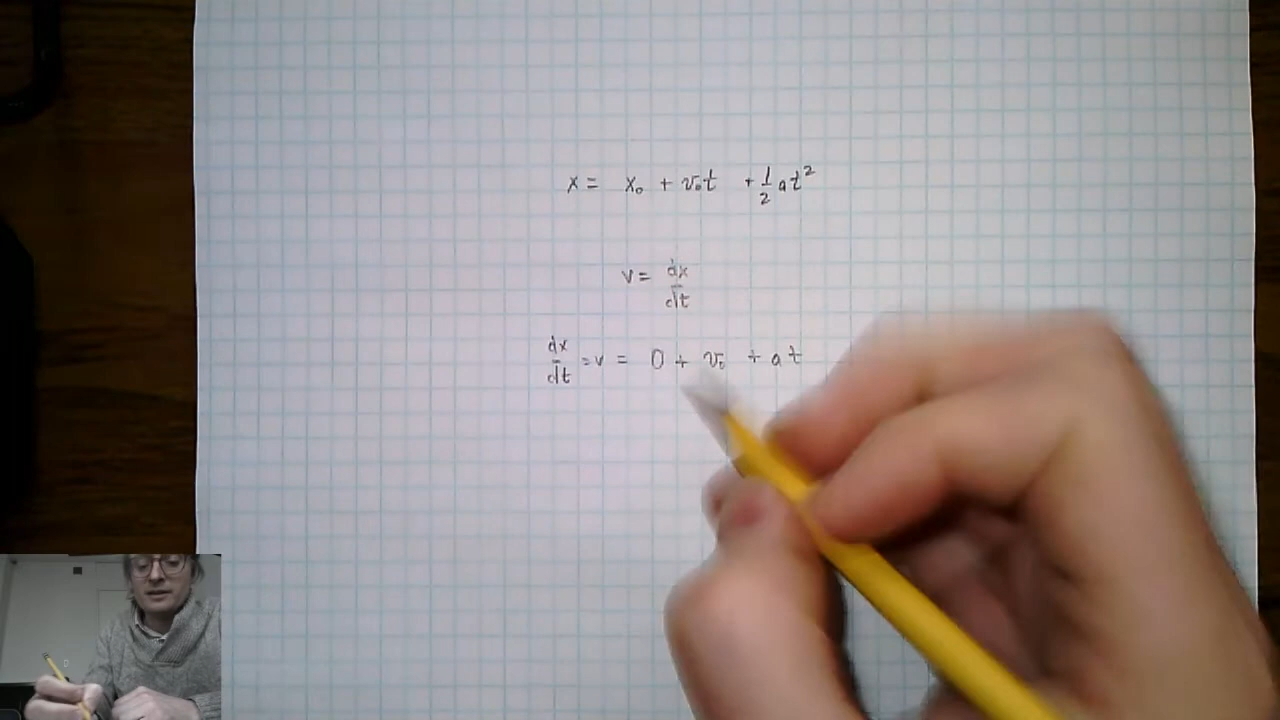 x = x₀ + v₀t + ½at²
v = dx/dt
dx/dt = v = 0 + v₀ + at